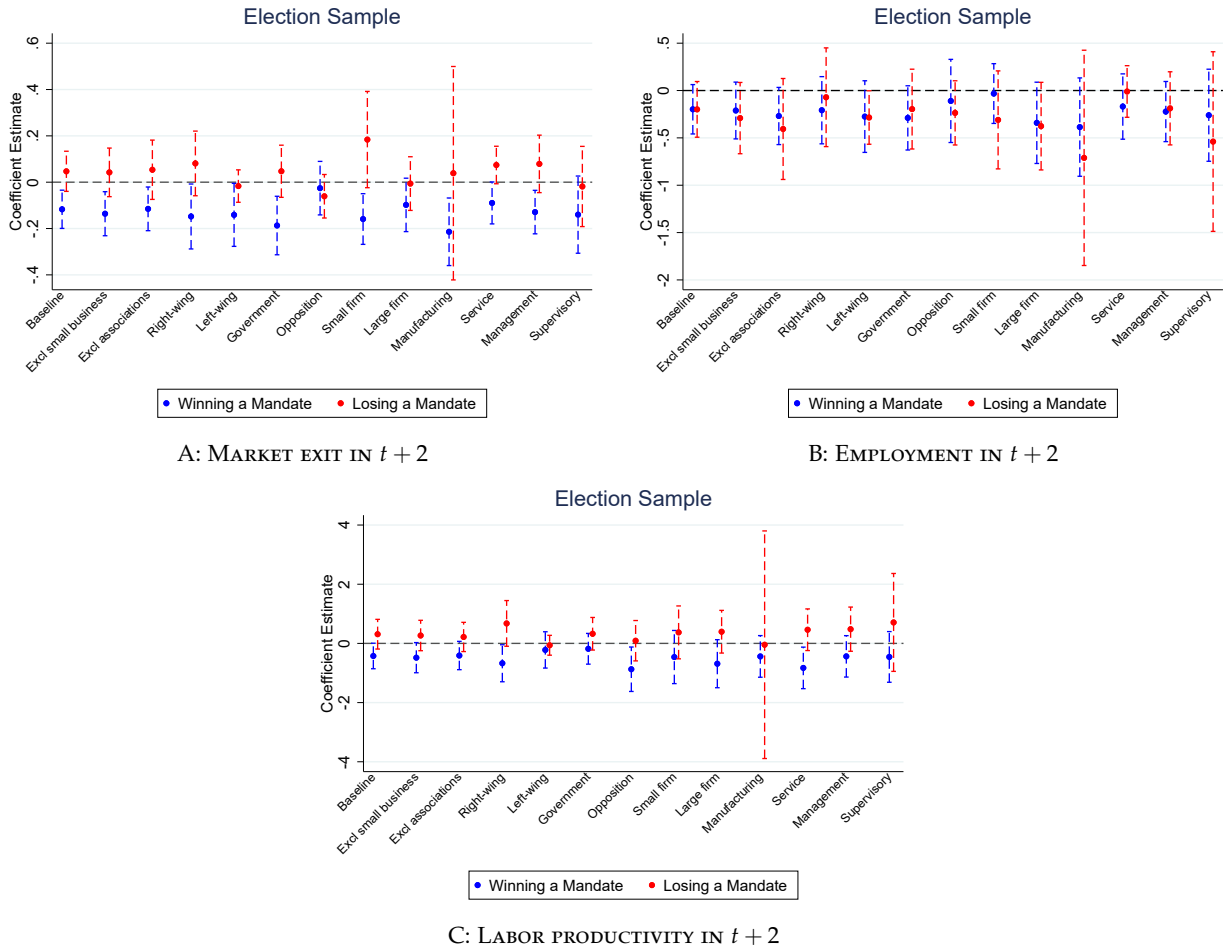 Election Sample
Coefficient Estimate
.6
.4
.2
0
-.2
-.4
Baseline
Excl small business
Excl associations
Right-wing
Left-wing
Government
Opposition
Small firm
Large firm
Manufacturing
Service
Management
Supervisory
Winning a Mandate Losing a Mandate
A: Market exit in t + 2
Election Sample
Coefficient Estimate
.5
0
-.5
-1
-1.5
-2
Baseline
Excl small business
Excl associations
Right-wing
Left-wing
Government
Opposition
Small firm
Large firm
Manufacturing
Service
Management
Supervisory
Winning a Mandate Losing a Mandate
B: Employment in t + 2
Election Sample
Coefficient Estimate
4
2
0
-2
-4
Baseline
Excl small business
Excl associations
Right-wing
Left-wing
Government
Opposition
Small firm
Large firm
Manufacturing
Service
Management
Supervisory
Winning a Mandate Losing a Mandate
C: Labor productivity in t + 2